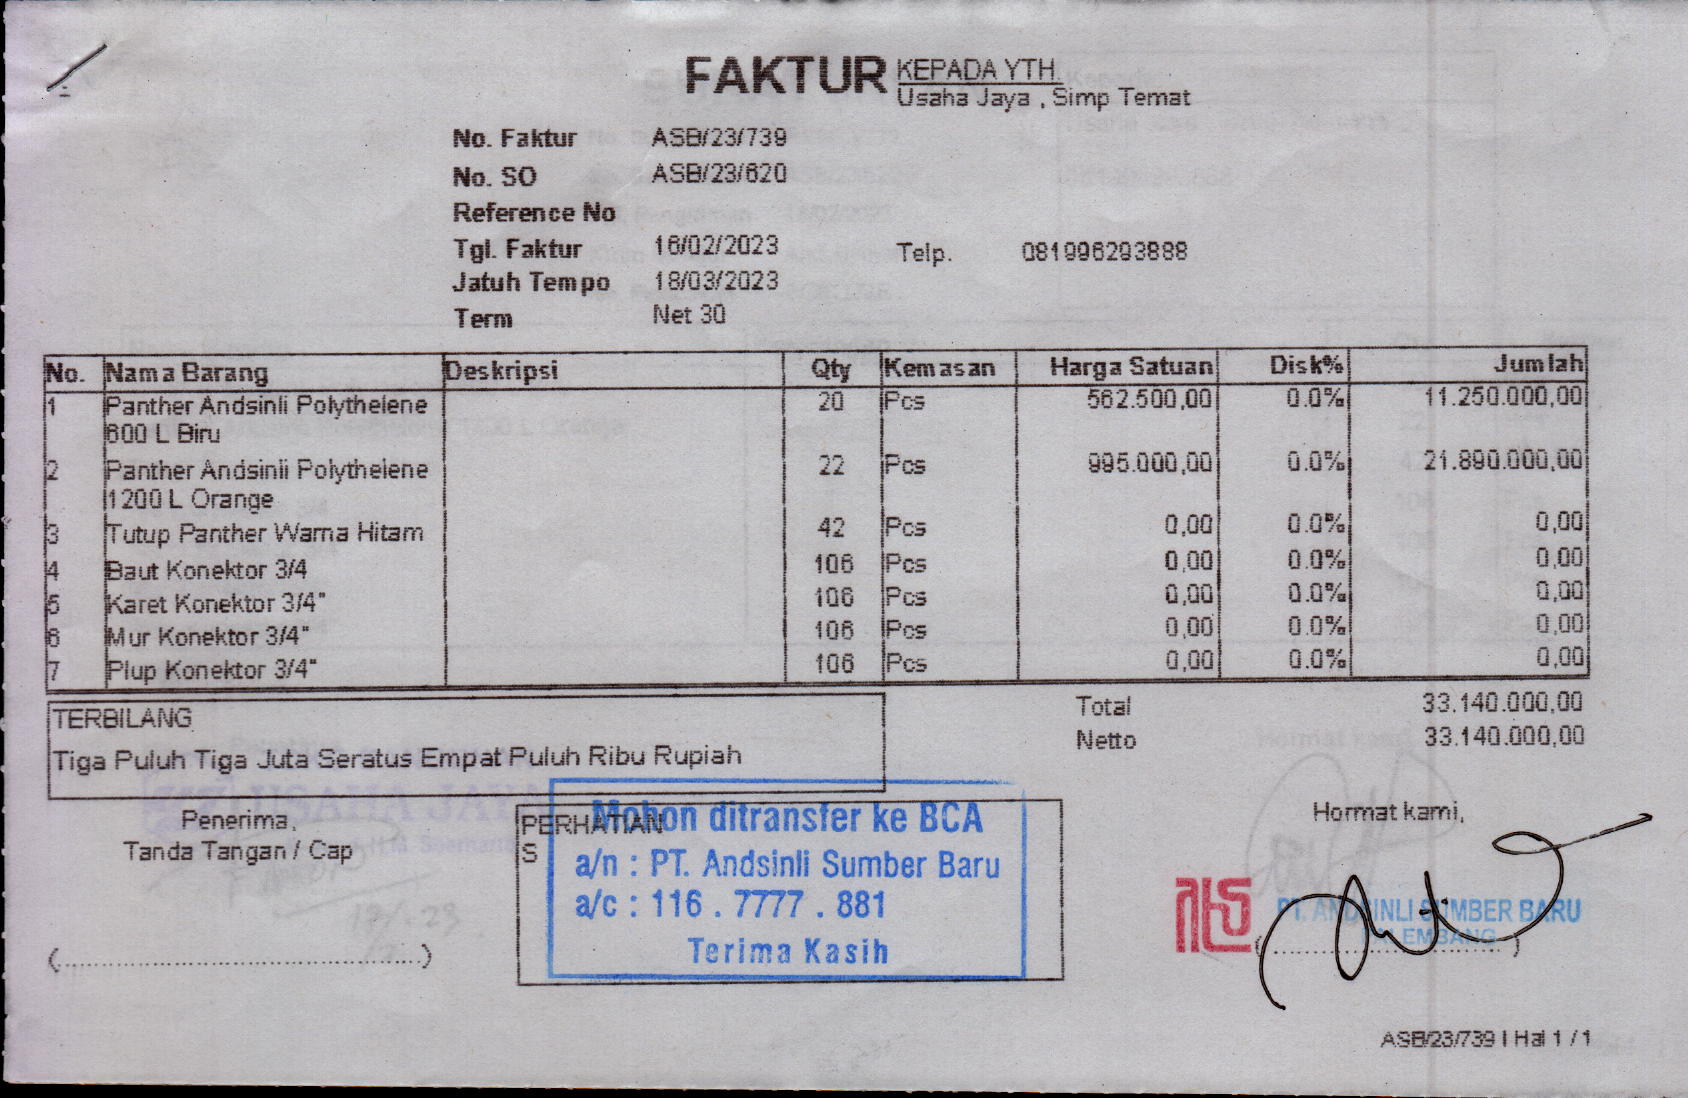 FAKTUR
KEPADA YTH.
Usaha Jaya , Simp Temat
No. Faktur ASB/23/739
No. SO ASB/23/620
Reference No
Tgl. Faktur 16/02/2023 Telp. 081996293888
Jatuh Tempo 18/03/2023
Term Net 30
No. Nama Barang Deskripsi Qty Kemasan Harga Satuan Disk% Jumlah
1 Panther Andsinli Polythelene 20 Pcs 562.500,00 0.0% 11.250.000,00
600 L Biru
2 Panther Andsinli Polythelene 22 Pcs 995.000,00 0.0% 21.890.000,00
1200 L Orange
3 Tutup Panther Warna Hitam 42 Pcs 0,00 0.0% 0,00
4 Baut Konektor 3/4 106 Pcs 0,00 0.0% 0,00
5 Karet Konektor 3/4" 106 Pcs 0,00 0.0% 0,00
6 Mur Konektor 3/4" 106 Pcs 0,00 0.0% 0,00
7 Plup Konektor 3/4" 106 Pcs 0,00 0.0% 0,00
Total 33.140.000,00
Netto 33.140.000,00
TERBILANG
Tiga Puluh Tiga Juta Seratus Empat Puluh Ribu Rupiah
Penerima,
Tanda Tangan / Cap
USAHA JAYA
PERHATIAN
S
Mohon ditransfer ke BCA
a/n : PT. Andsinli Sumber Baru
a/c : 116 . 7777 . 881
Terima Kasih
Hormat kami,
PT. ANDSINLI SUMBER BARU
PALEMBANG
ASB/23/739 | Hal 1 / 1